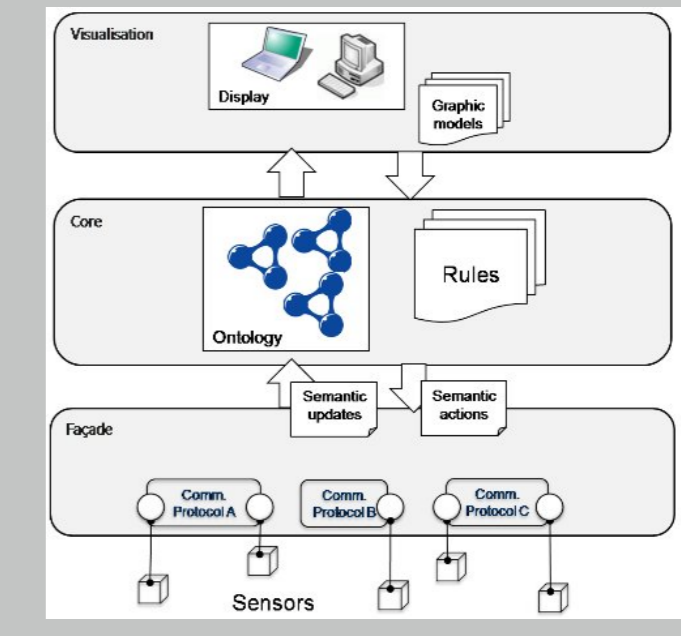 Visualisation
Display
Graphic
models
Core
Ontology
Rules
Semantic
updates
Semantic
actions
Façade
Comm.
Protocol A
Comm.
Protocol B
Comm.
Protocol C
Sensors